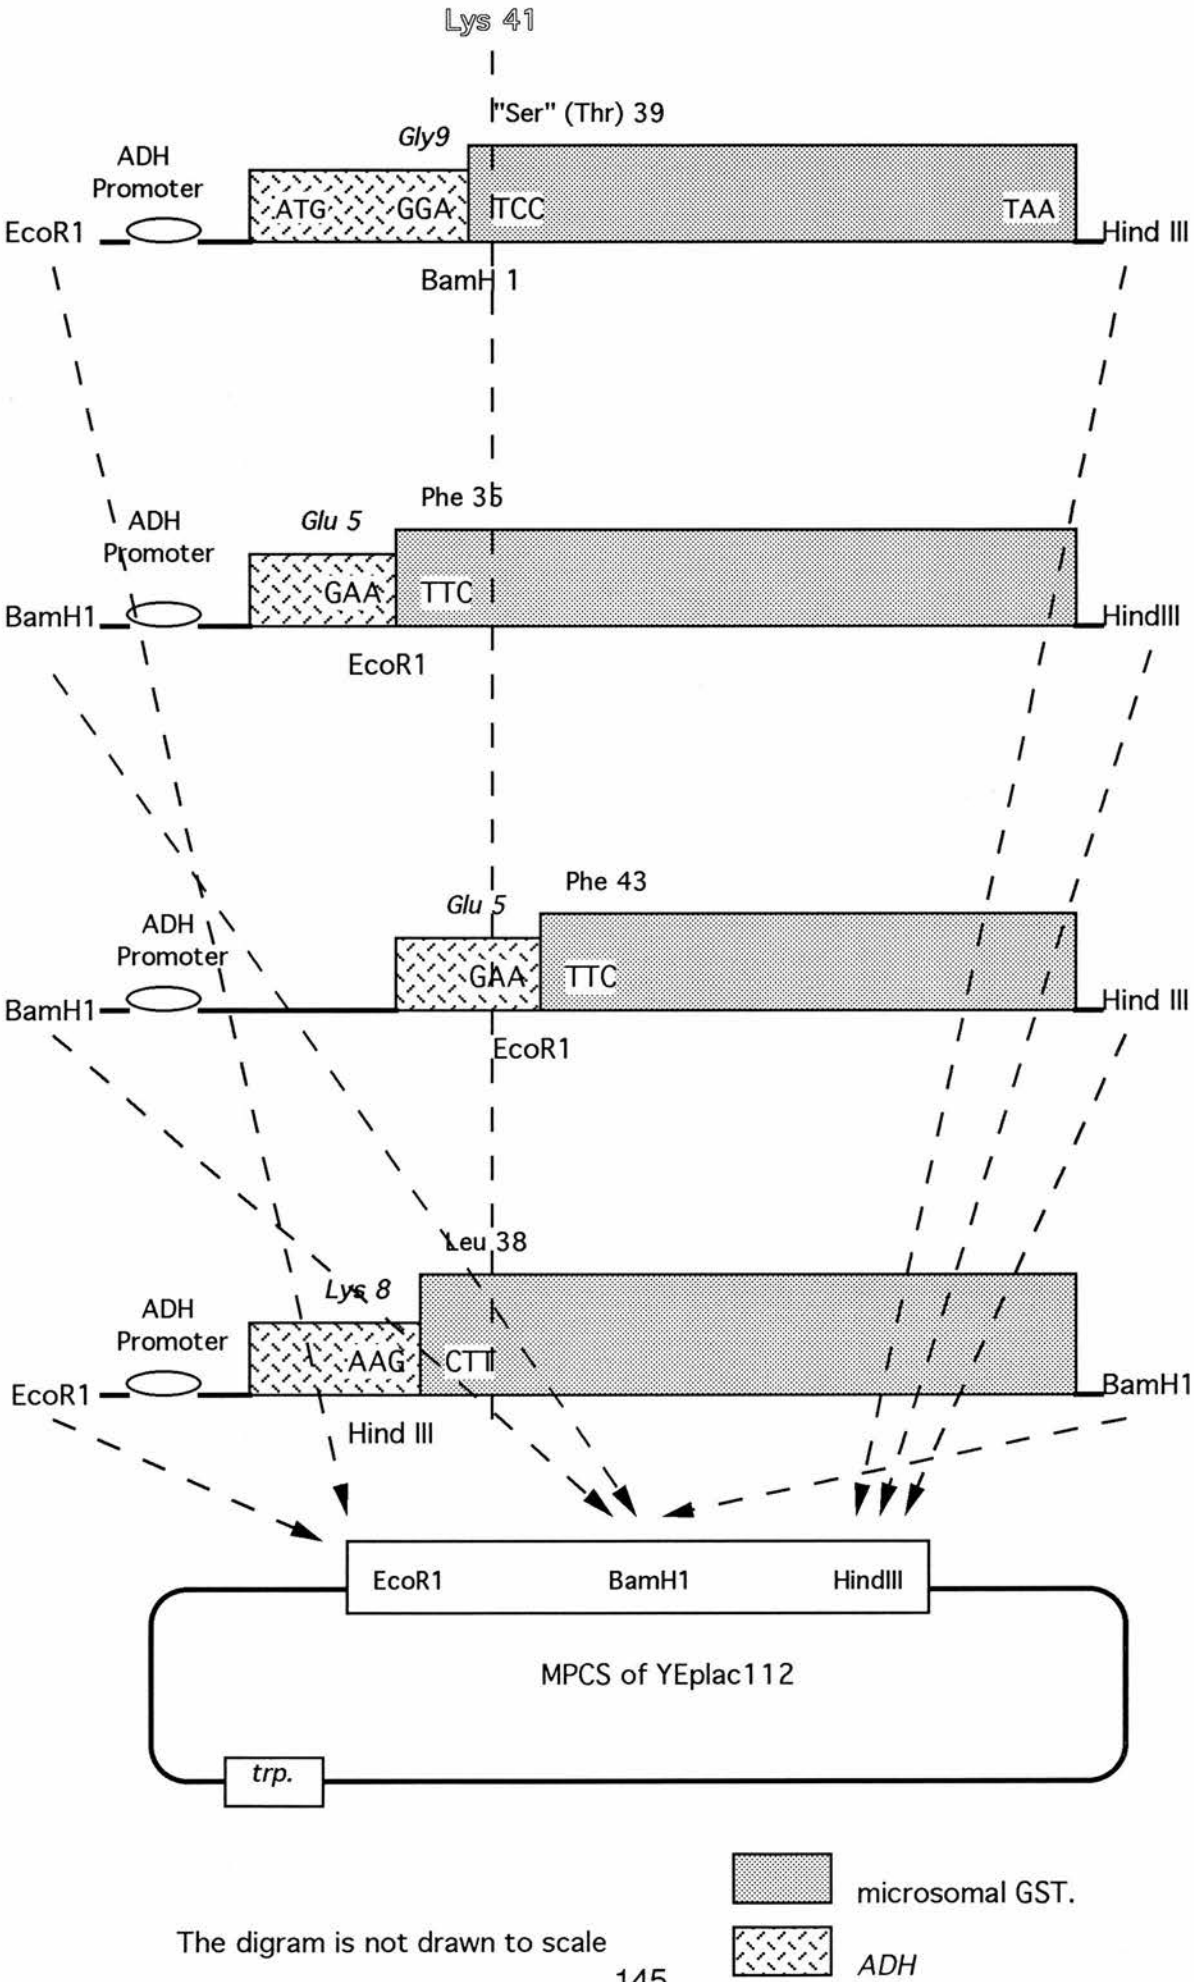 Lys 41
"Ser" (Thr) 39
Gly9
ADH
Promoter
ATG GGA TCC TAA
EcoR1 Hind III
BamH 1
Phe 35
Glu 5
ADH
Promoter
GAA TTC
BamH1 HindIII
EcoR1
Phe 43
Glu 5
ADH
Promoter
GAA TTC
BamH1 Hind III
EcoR1
Leu 38
Lys 8
ADH
Promoter
AAG CTT
EcoR1 BamH1
Hind III
EcoR1 BamH1 HindIII
MPCS of YEplac112
trp.
microsomal GST.
The digram is not drawn to scale
ADH
145